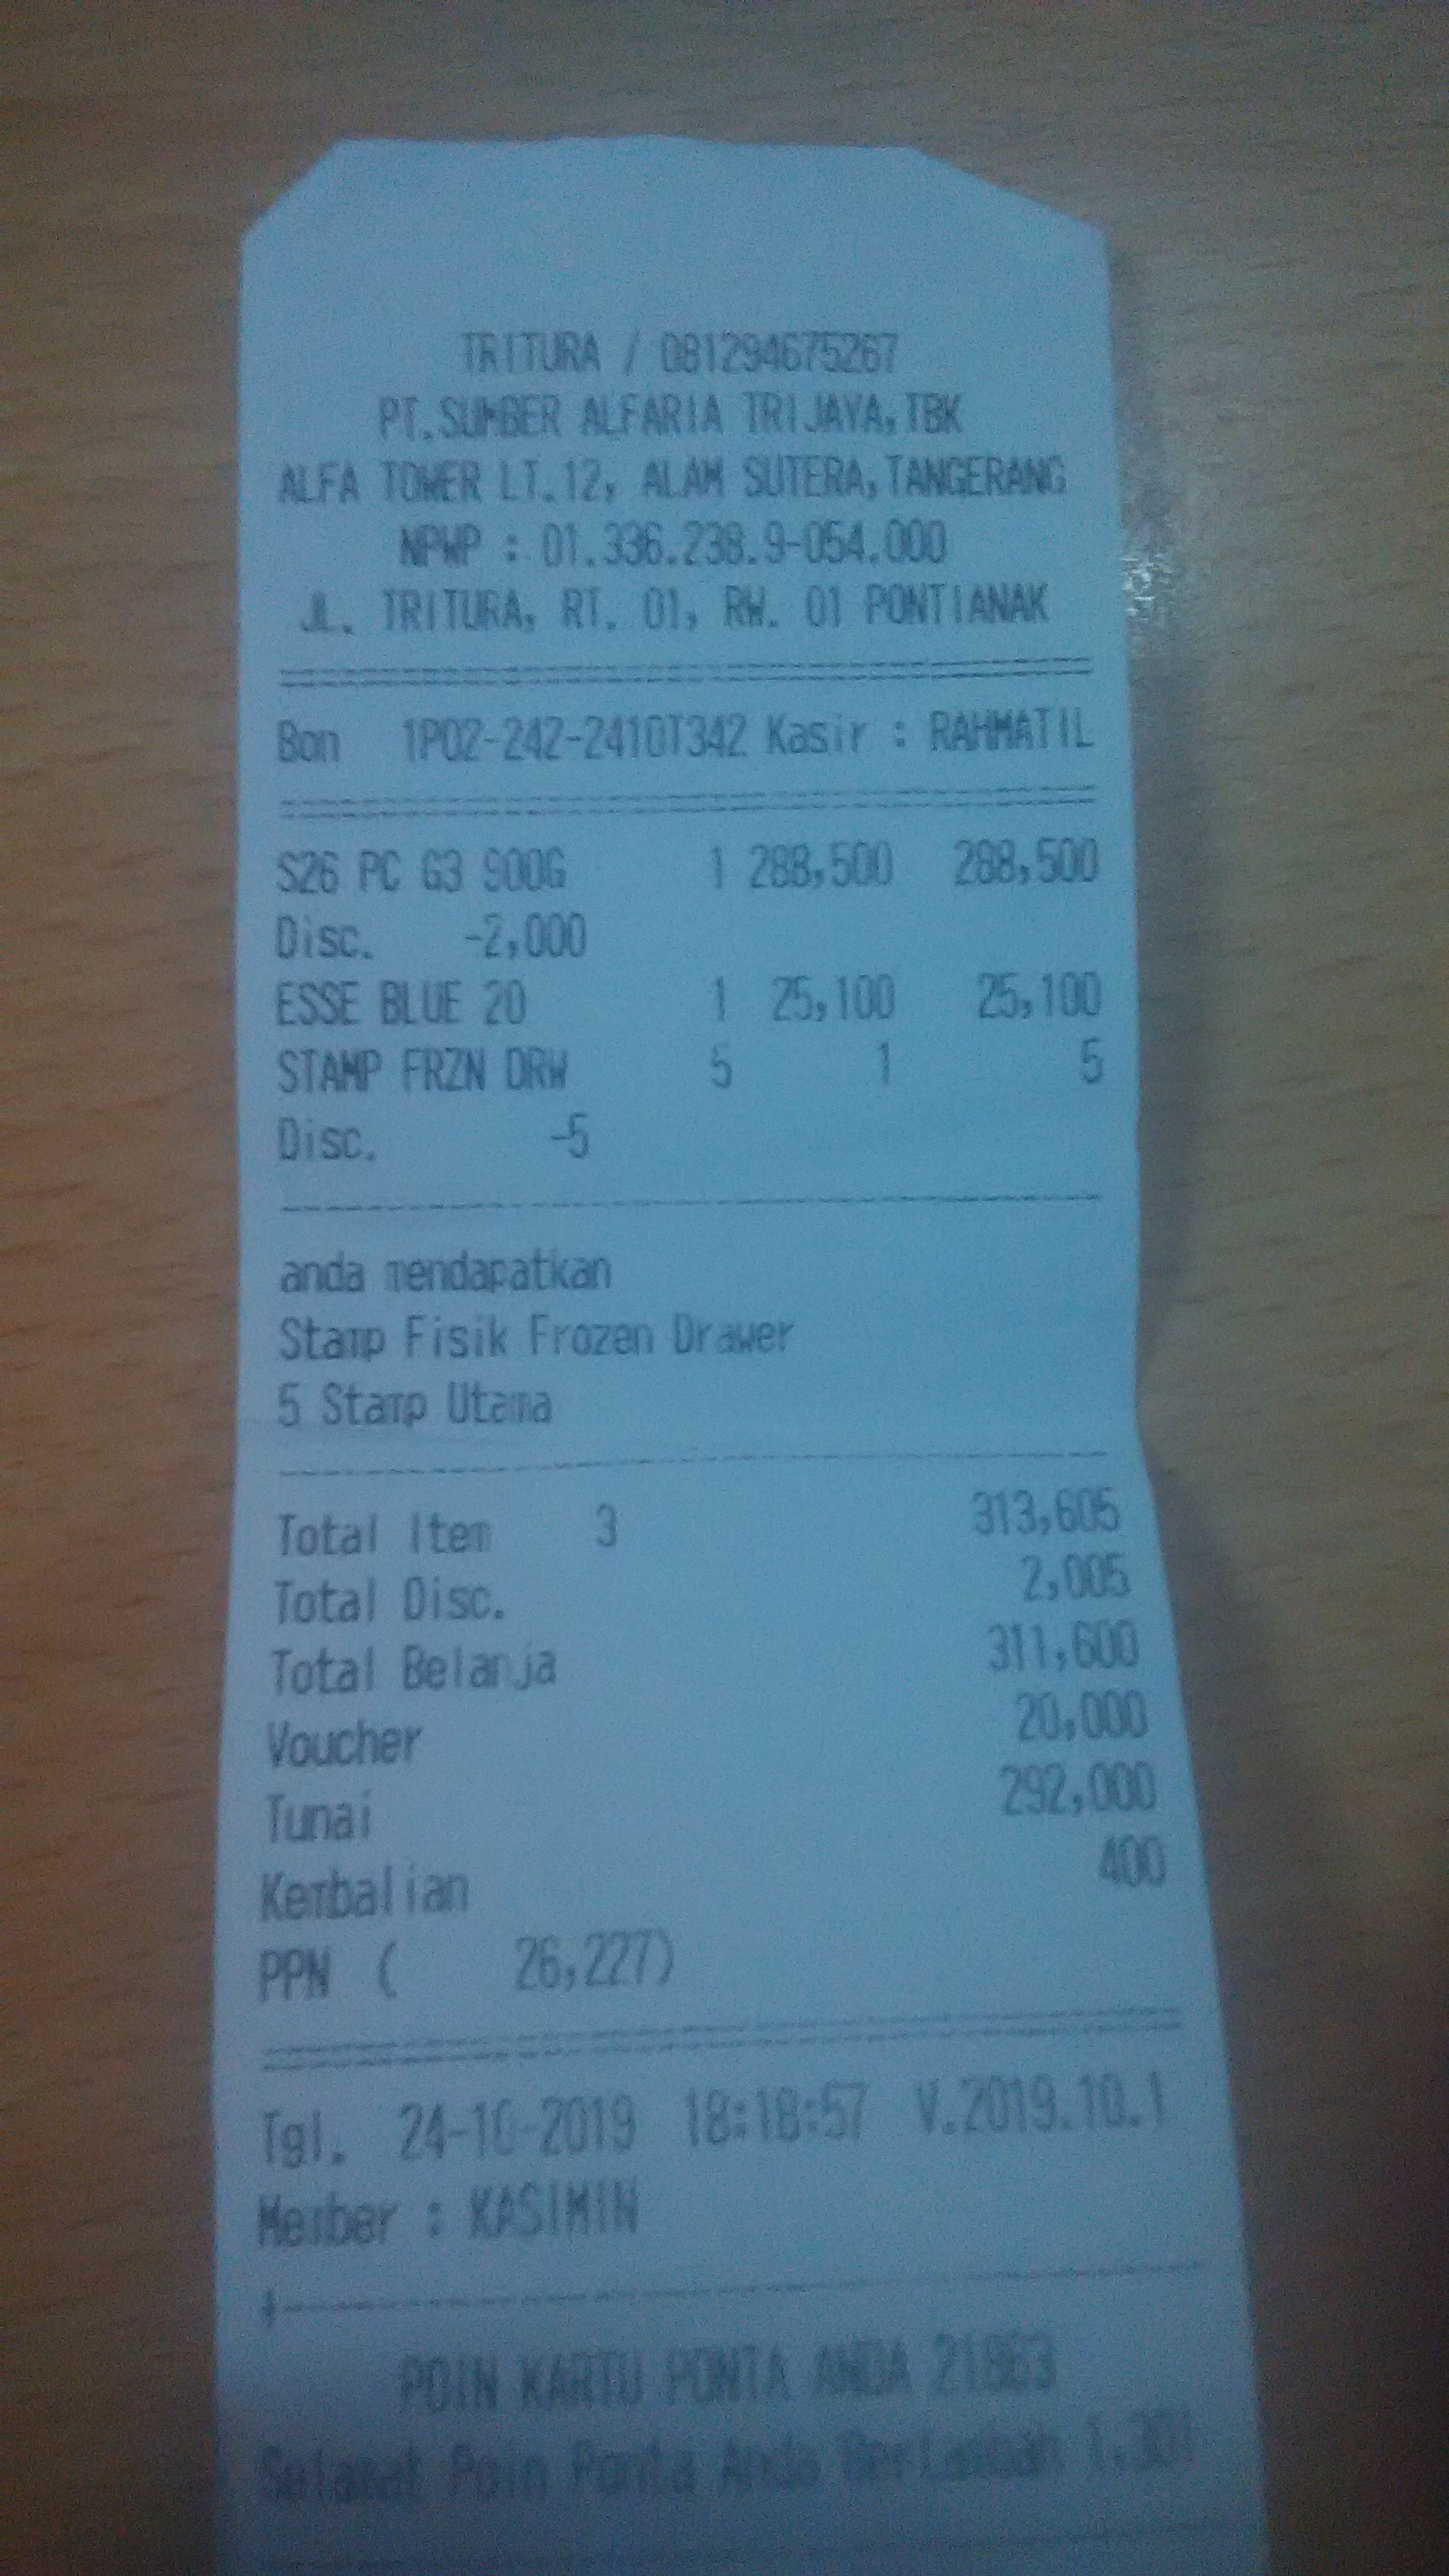 TRITURA / 081294675267
PT.SUMBER ALFARIA TRIJAYA,TBK
ALFA TOWER LT.12, ALAM SUTERA,TANGERANG
NPWP : 01.336.238.9-054.000
JL. TRITURA, RT. 01, RW. 01 PONTIANAK
Bon 1P02-242-2410T342 Kasir : RAHMATIL
S26 PC G3 900G 1 288,500 288,500
Disc. -2,000
ESSE BLUE 20 1 25,100 25,100
STAMP FRZN DRW 5 1 5
Disc. -5
anda mendapatkan
Stamp Fisik Frozen Drawer
5 Stamp Utama
Total Item 3 313,605
Total Disc. 2,005
Total Belanja 311,600
Voucher 20,000
Tunai 292,000
Kembalian 400
PPN ( 26,227)
Tgl. 24-10-2019 18:18:57 V.2019.10.1
Member : KASIMIN
POIN KARTU PONTA ANDA
Selamat Poin Ponta Anda Bertambah